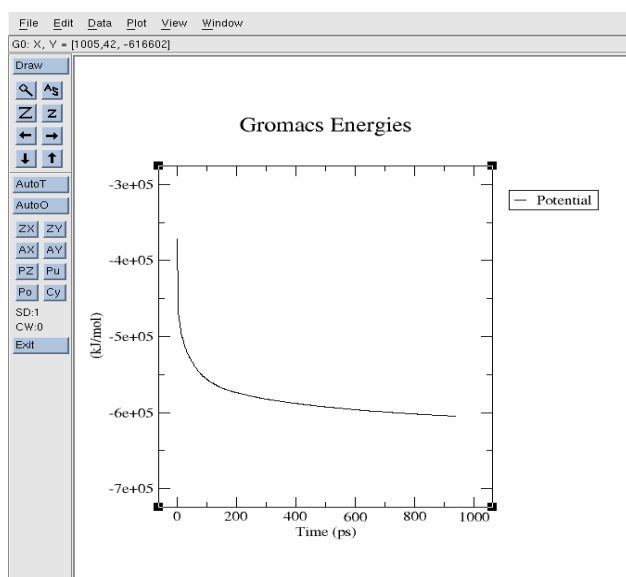 File Edit Data Plot View Window
G0: X, Y = [1005,42, -616602]
Draw
AS
Z z
AutoT
AutoO
ZX ZY
AX AY
PZ Pu
Po Cy
SD:1
CW:0
Exit
Gromacs Energies
-3e+05
-4e+05
-5e+05
-6e+05
-7e+05
(kJ/mol)
0 200 400 600 800 1000
Time (ps)
Potential